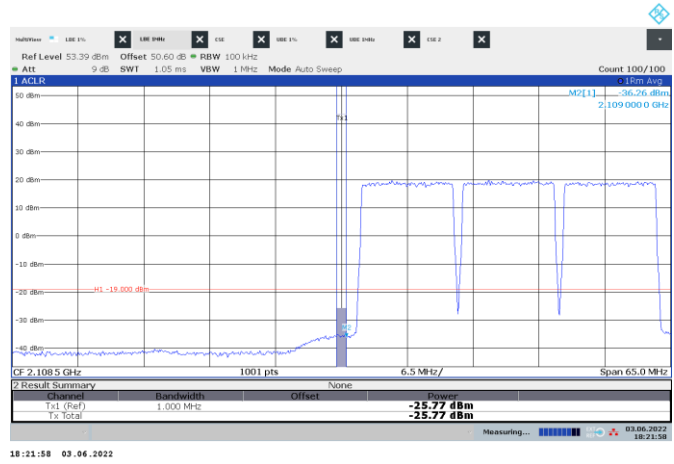 MultiView LBE 1% LBE 1MHz CSE UBE 1% UBE 1MHz CSE 2
Ref Level 53.39 dBm Offset 50.60 dB RBW 100 kHz
Att 9 dB SWT 1.05 ms VBW 1 MHz Mode Auto Sweep Count 100/100
1 ACLR 1Rm Avg
M2[1] -36.26 dBm
2.109 000 0 GHz
50 dBm
40 dBm
Tx1
30 dBm
20 dBm
10 dBm
0 dBm
-10 dBm
H1 -19.000 dBm
-20 dBm
-30 dBm
M2
-40 dBm
CF 2.1085 GHz 1001 pts 6.5 MHz/ Span 65.0 MHz
2 Result Summary None
Channel Bandwidth Offset Power
Tx1 (Ref) 1.000 MHz -25.77 dBm
Tx Total -25.77 dBm
Measuring... 03.06.2022
18:21:58
18:21:58 03.06.2022